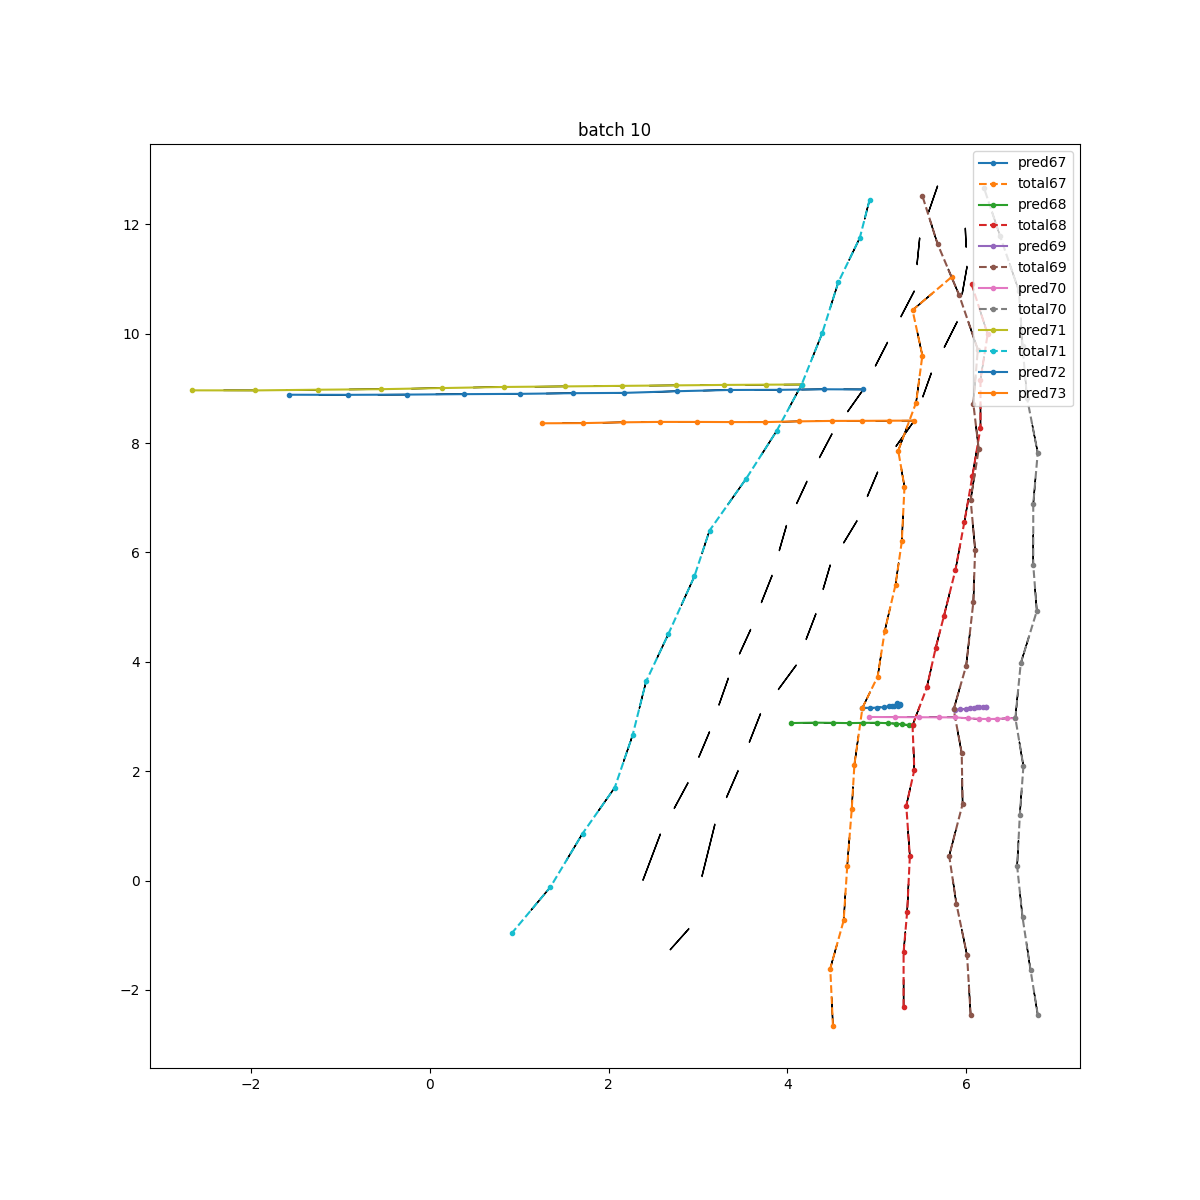 batch 10
pred67
total67
pred68
total68
pred69
total69
pred70
total70
pred71
total71
pred72
pred73
12
10
8
6
4
2
0
−2
−2
0
2
4
6